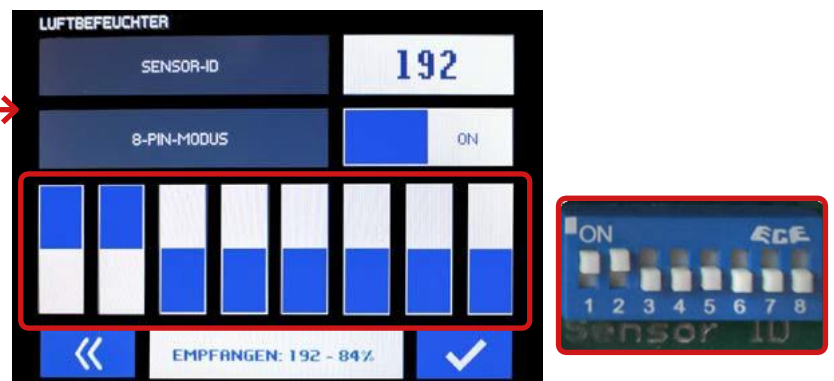 LUFTBEFEUCHTER
SENSOR-ID
192
8-PIN-MODUS
ON
EMPFANGEN: 192 - 84%
ON ECE
1 2 3 4 5 6 7 8
Sensor ID